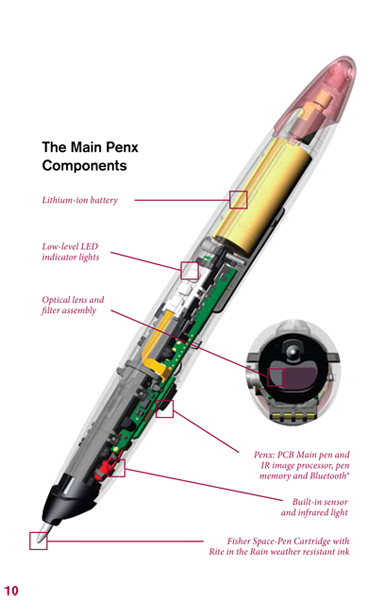 The Main Penx
Components
Lithium-ion battery
Low-level LED
indicator lights
Optical lens and
filter assembly
Penx: PCB Main pen and
IR image processor, pen
memory and Bluetooth®
Built-in sensor
and infrared light
Fisher Space-Pen Cartridge with
Rite in the Rain weather resistant ink
10